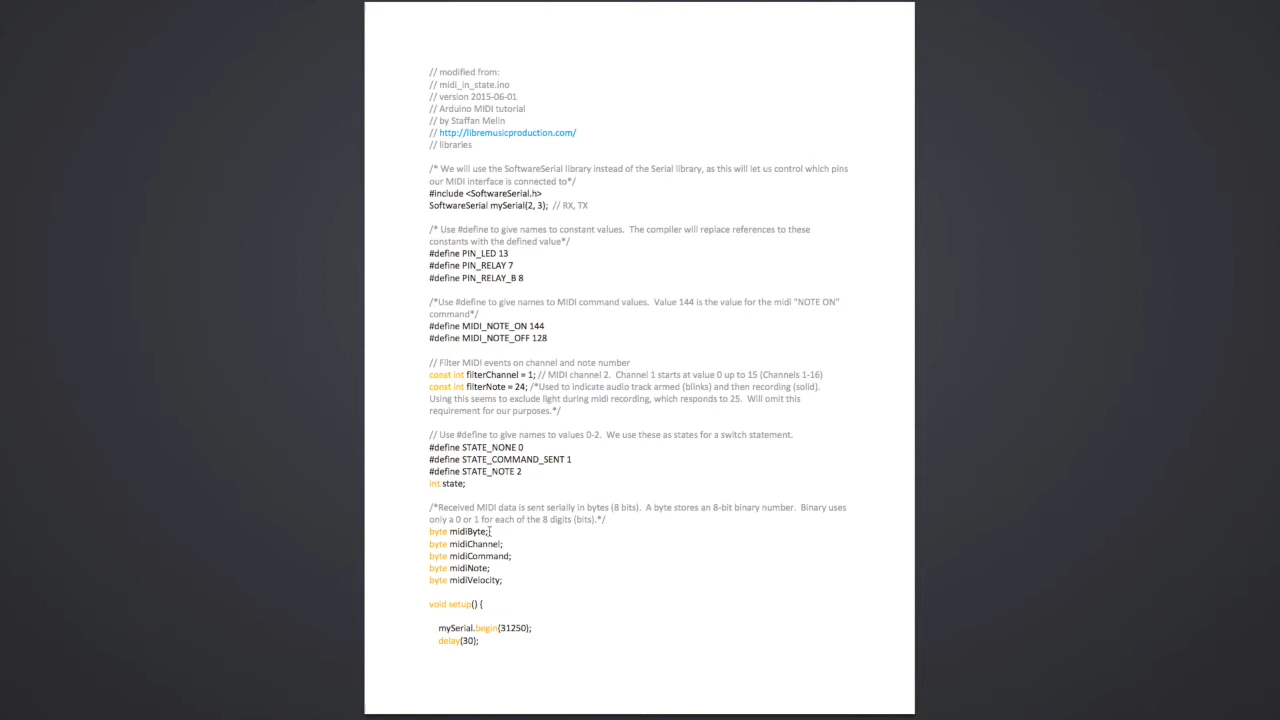 // modified from:
// midi_in_state.ino
// version 2015-06-01
// Arduino MIDI tutorial
// by Staffan Melin
// http://libremusicproduction.com/
// libraries
/* We will use the SoftwareSerial library instead of the Serial library, as this will let us control which pins
our MIDI interface is connected to*/
#include <SoftwareSerial.h>
SoftwareSerial mySerial(2, 3);  // RX, TX
/* Use #define to give names to constant values.  The compiler will replace references to these
constants with the defined value*/
#define PIN_LED 13
#define PIN_RELAY 7
#define PIN_RELAY_B 8
/*Use #define to give names to MIDI command values.  Value 144 is the value for the midi "NOTE ON"
command*/
#define MIDI_NOTE_ON 144
#define MIDI_NOTE_OFF 128
// Filter MIDI events on channel and note number
const int filterChannel = 1; // MIDI channel 2.  Channel 1 starts at value 0 up to 15 (Channels 1-16)
const int filterNote = 24; /*Used to indicate audio track armed (blinks) and then recording (solid).
Using this seems to exclude light during midi recording, which responds to 25.  Will omit this
requirement for our purposes.*/
// Use #define to give names to values 0-2.  We use these as states for a switch statement.
#define STATE_NONE 0
#define STATE_COMMAND_SENT 1
#define STATE_NOTE 2
int state;
/*Received MIDI data is sent serially in bytes (8 bits).  A byte stores an 8-bit binary number.  Binary uses
only a 0 or 1 for each of the 8 digits (bits).*/
byte midiByte;
byte midiChannel;
byte midiCommand;
byte midiNote;
byte midiVelocity;
void setup() {
mySerial.begin(31250);
delay(30);